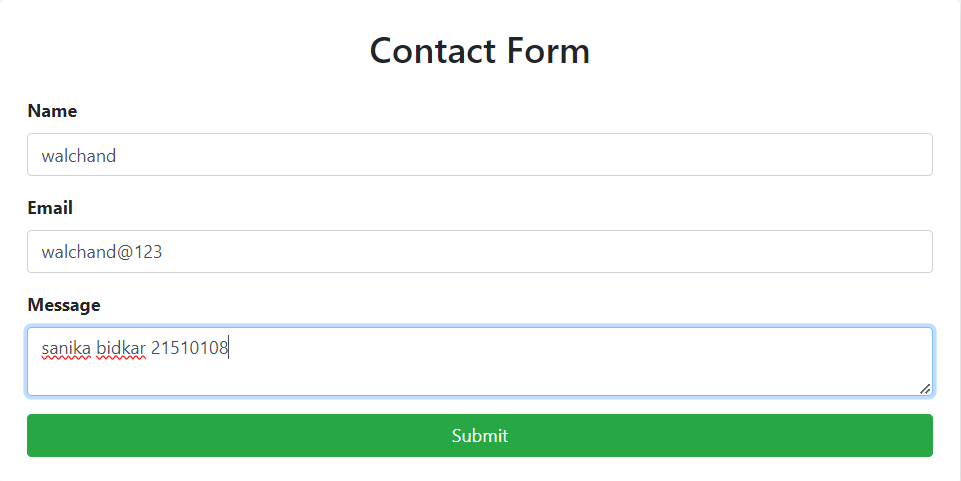 Contact Form
Name
walchand
Email
walchand@123
Message
sanika bidkar 21510108
Submit